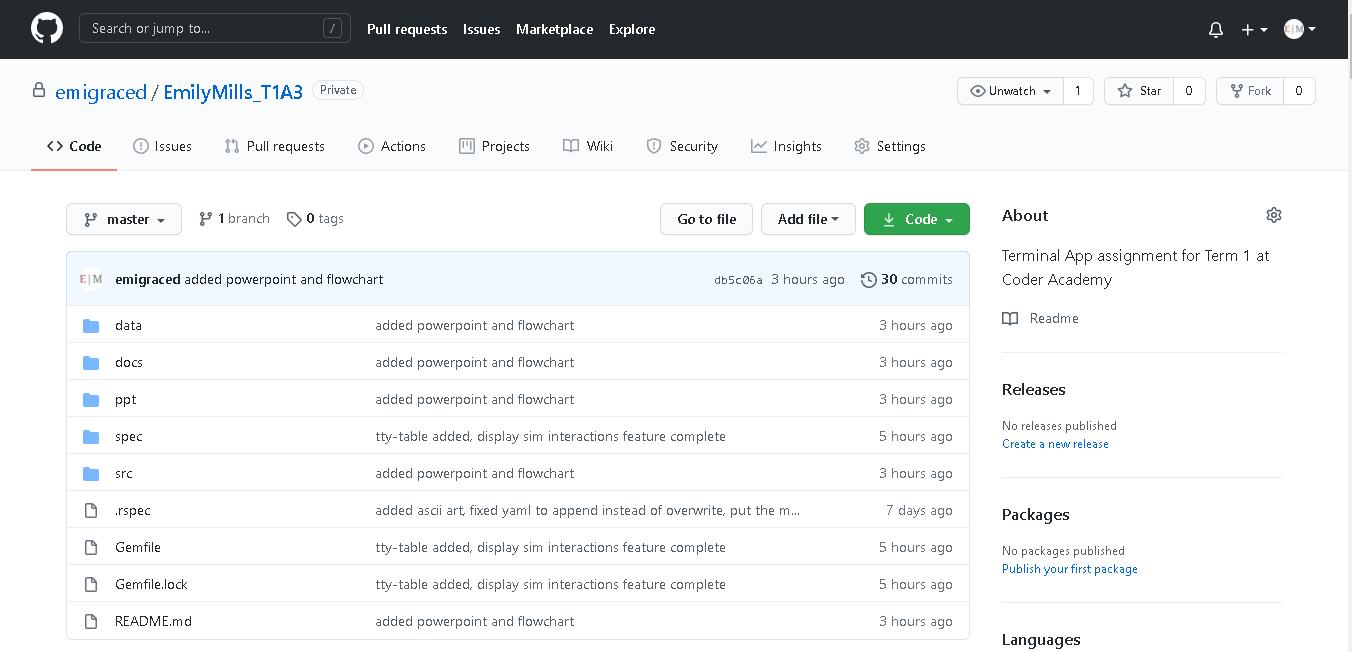 Search or jump to... /
Pull requests Issues Marketplace Explore
E|M
emigraced / EmilyMills_T1A3 Private
Unwatch 1 Star 0 Fork 0
Code Issues Pull requests Actions Projects Wiki Security Insights Settings
master 1 branch 0 tags Go to file Add file Code
E|M emigraced added powerpoint and flowchart db5c06a 3 hours ago 30 commits
data added powerpoint and flowchart 3 hours ago
docs added powerpoint and flowchart 3 hours ago
ppt added powerpoint and flowchart 3 hours ago
spec tty-table added, display sim interactions feature complete 5 hours ago
src added powerpoint and flowchart 3 hours ago
.rspec added ascii art, fixed yaml to append instead of overwrite, put the m... 7 days ago
Gemfile tty-table added, display sim interactions feature complete 5 hours ago
Gemfile.lock tty-table added, display sim interactions feature complete 5 hours ago
README.md added powerpoint and flowchart 3 hours ago
About
Terminal App assignment for Term 1 at
Coder Academy
Readme
Releases
No releases published
Create a new release
Packages
No packages published
Publish your first package
Languages